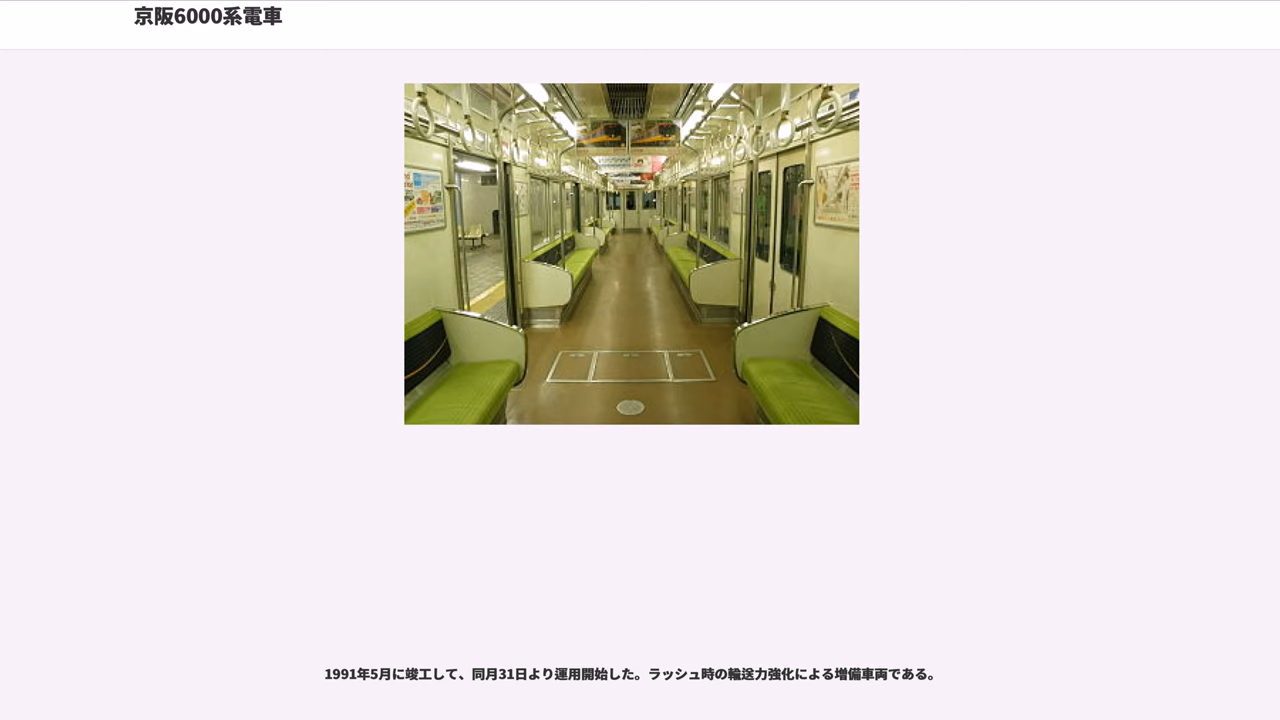 京阪6000系電車
1991年5月に竣工して、同月31日より運用開始した。ラッシュ時の輸送力強化による増備車両である。